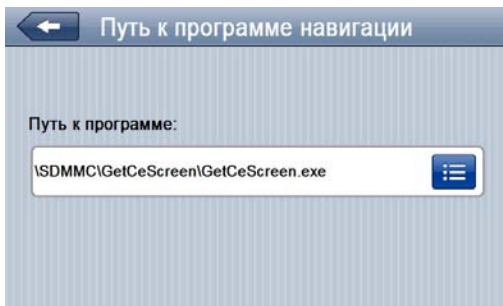 Путь к программе навигации
Путь к программе:
\SDMMC\GetCeScreen\GetCeScreen.exe